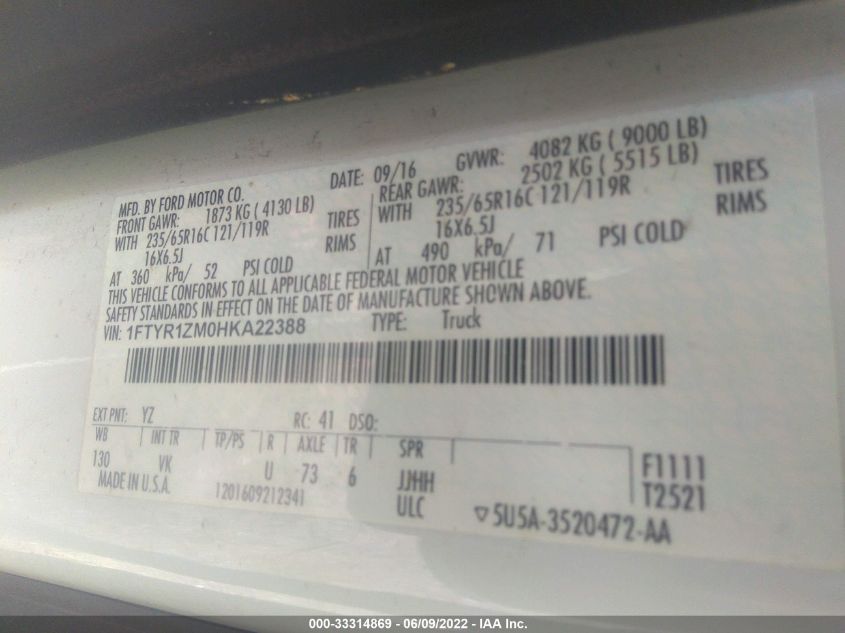 MFD. BY FORD MOTOR CO. DATE: 09/16 GVWR: 4082 KG ( 9000 LB)
FRONT GAWR: 1873 KG ( 4130 LB) REAR GAWR: 2502 KG ( 5515 LB)
WITH 235/65R16C 121/119R TIRES WITH 235/65R16C 121/119R TIRES
16X6.5J RIMS 16X6.5J RIMS
AT 360 kPa/ 52 PSI COLD AT 490 kPa/ 71 PSI COLD
THIS VEHICLE CONFORMS TO ALL APPLICABLE FEDERAL MOTOR VEHICLE
SAFETY STANDARDS IN EFFECT ON THE DATE OF MANUFACTURE SHOWN ABOVE.
VIN: 1FTYR1ZM0HKA22388 TYPE: Truck
EXT PNT: YZ RC: 41 DSO:
WB INT TR TP/PS R AXLE TR SPR
130 VK U 73 6 JJHH F1111
MADE IN U.S.A. 1201609212341 ULC T2521
▽5U5A-3520472-AA
000-33314869 - 06/09/2022 - IAA Inc.